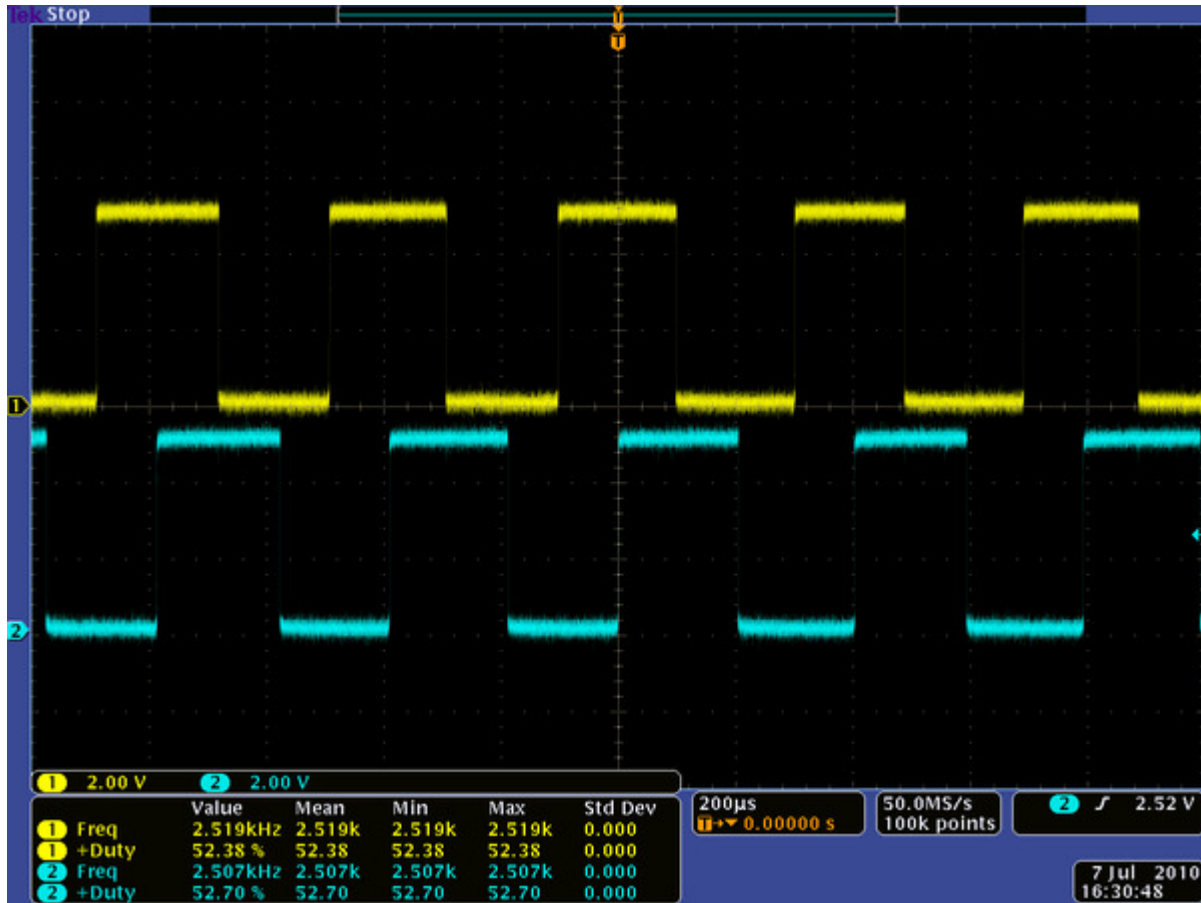 Tek Stop
T
T
1
2
1 2.00 V 2 2.00 V
Value Mean Min Max Std Dev
1 Freq 2.519kHz 2.519k 2.519k 2.519k 0.000
1 +Duty 52.38 % 52.38 52.38 52.38 0.000
2 Freq 2.507kHz 2.507k 2.507k 2.507k 0.000
2 +Duty 52.70 % 52.70 52.70 52.70 0.000
200µs
T→▼ 0.00000 s
50.0MS/s
100k points
2 ʃ 2.52 V
7 Jul 2010
16:30:48